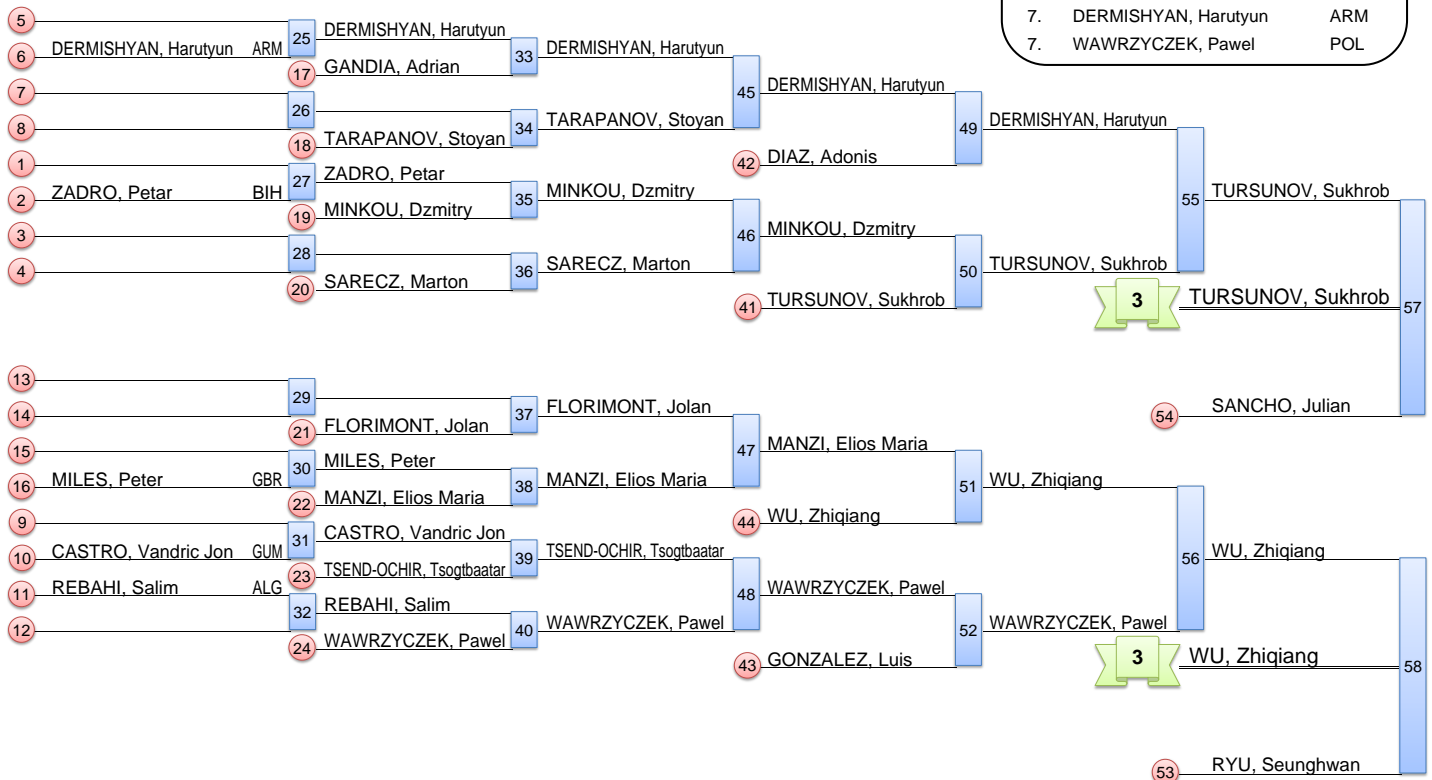 7. DERMISHYAN, Harutyun ARM
7. WAWRZYCZEK, Pawel POL
5
DERMISHYAN, Harutyun
25
6 DERMISHYAN, Harutyun ARM
DERMISHYAN, Harutyun
33
17 GANDIA, Adrian
DERMISHYAN, Harutyun
7
45
26
8
TARAPANOV, Stoyan
34
18 TARAPANOV, Stoyan
DERMISHYAN, Harutyun
49
42 DIAZ, Adonis
1
ZADRO, Petar
27
2 ZADRO, Petar BIH
MINKOU, Dzmitry
35
19 MINKOU, Dzmitry
TURSUNOV, Sukhrob
55
3
MINKOU, Dzmitry
46
28
4
SARECZ, Marton
36
20 SARECZ, Marton
TURSUNOV, Sukhrob
50
41 TURSUNOV, Sukhrob
3 TURSUNOV, Sukhrob
57
13
29
14
FLORIMONT, Jolan
37
21 FLORIMONT, Jolan
54 SANCHO, Julian
15
MANZI, Elios Maria
47
MILES, Peter
30
16 MILES, Peter GBR
MANZI, Elios Maria
38
22 MANZI, Elios Maria
WU, Zhiqiang
51
44 WU, Zhiqiang
9
CASTRO, Vandric Jon
31
10 CASTRO, Vandric Jon GUM
TSEND-OCHIR, Tsogtbaatar
39
23 TSEND-OCHIR, Tsogtbaatar
WU, Zhiqiang
56
11 REBAHI, Salim ALG
WAWRZYCZEK, Pawel
48
REBAHI, Salim
32
12
WAWRZYCZEK, Pawel
40
24 WAWRZYCZEK, Pawel
WAWRZYCZEK, Pawel
52
43 GONZALEZ, Luis
3 WU, Zhiqiang
58
53 RYU, Seunghwan